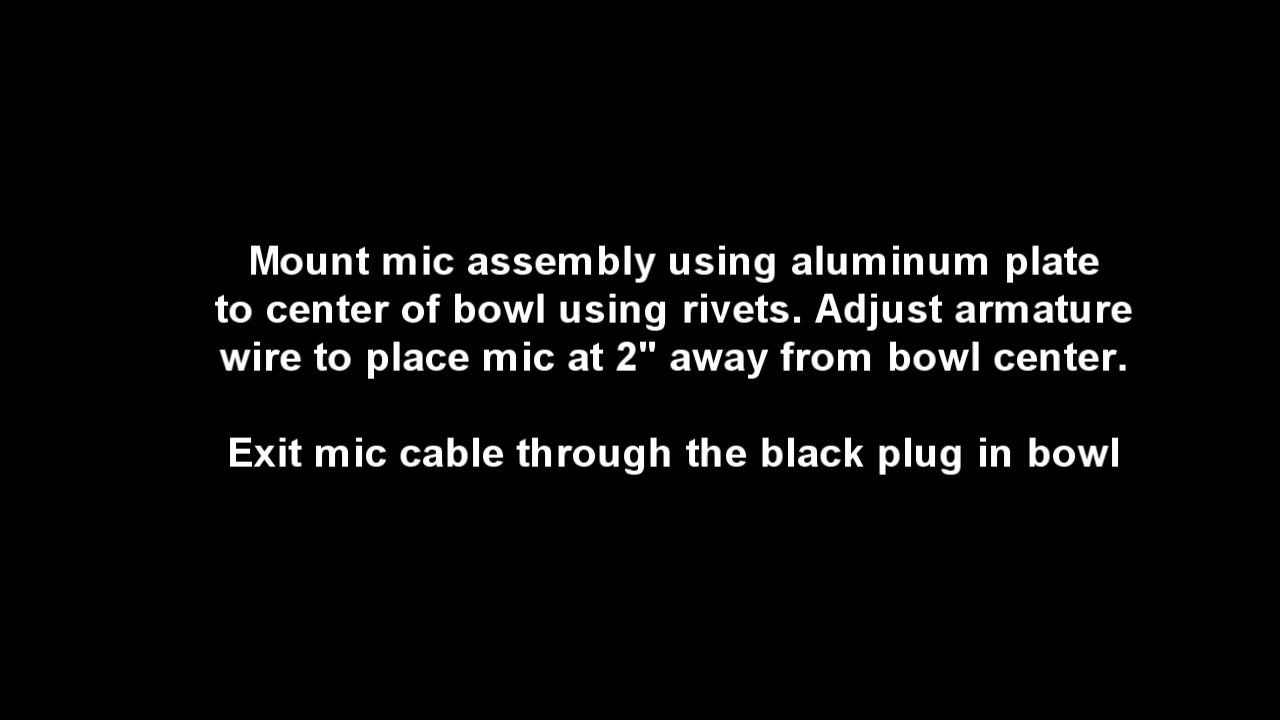 Mount mic assembly using aluminum plate
to center of bowl using rivets. Adjust armature
wire to place mic at 2" away from bowl center.
Exit mic cable through the black plug in bowl